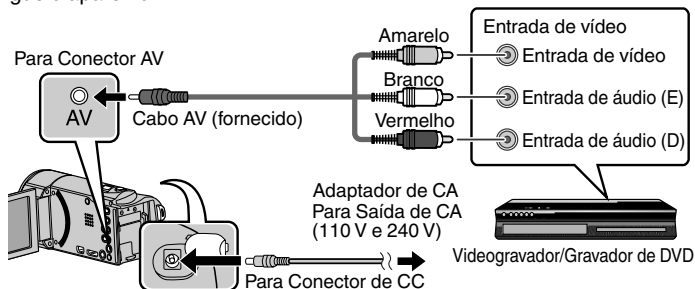 Para Conector AV
AV
Cabo AV (fornecido)
Amarelo
Branco
Vermelho
Entrada de vídeo
Entrada de vídeo
Entrada de áudio (E)
Entrada de áudio (D)
Adaptador de CA
Para Saída de CA
(110 V e 240 V)
Para Conector de CC
Videogravador/Gravador de DVD